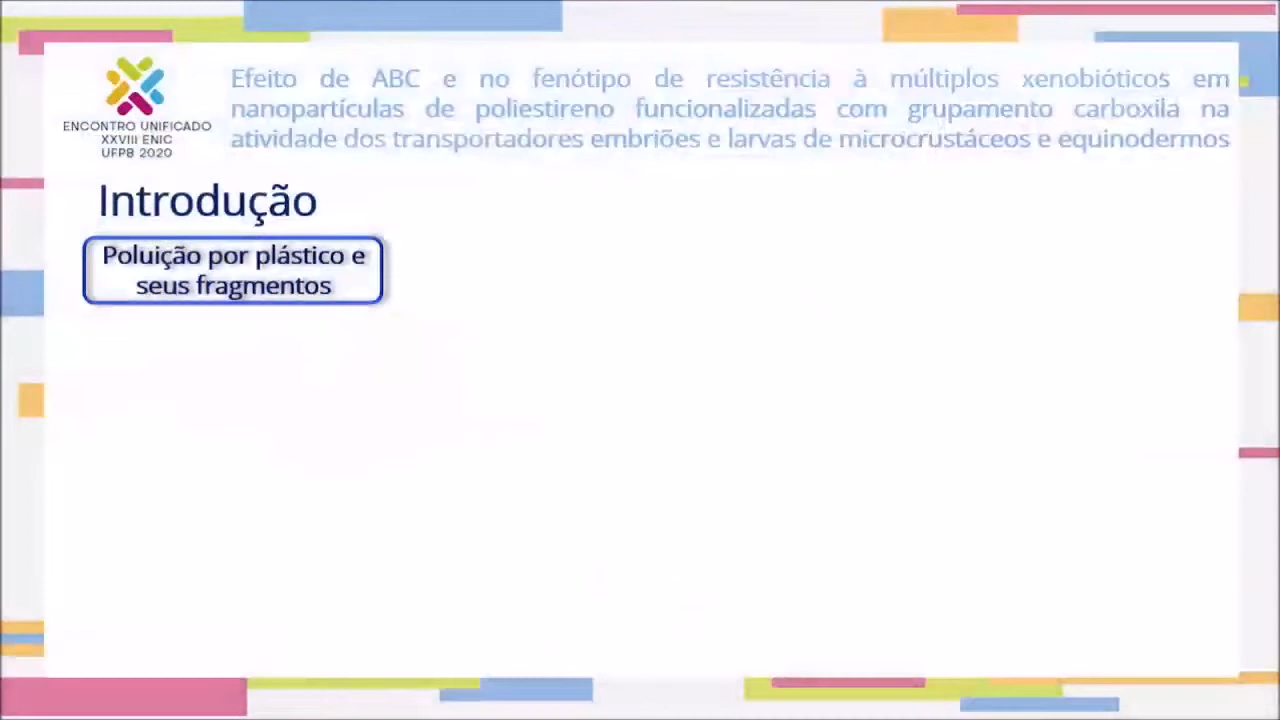 Efeito de ABC e no fenótipo de resistência à múltiplos xenobióticos em
nanopartículas de poliestireno funcionalizadas com grupamento carboxila na
atividade dos transportadores embriões e larvas de microcrustáceos e equinodermos
ENCONTRO UNIFICADO
XXVIII ENIC
UFPB 2020
Introdução
Poluição por plástico e
seus fragmentos